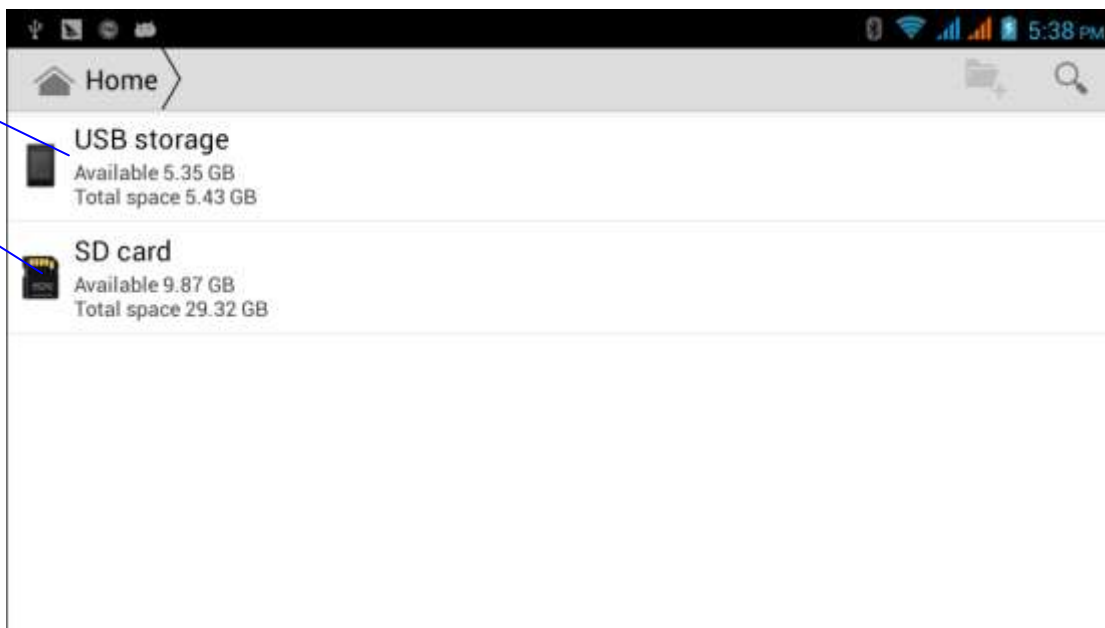 5:38 PM
Home
USB storage
Available 5.35 GB
Total space 5.43 GB
SD card
Available 9.87 GB
Total space 29.32 GB